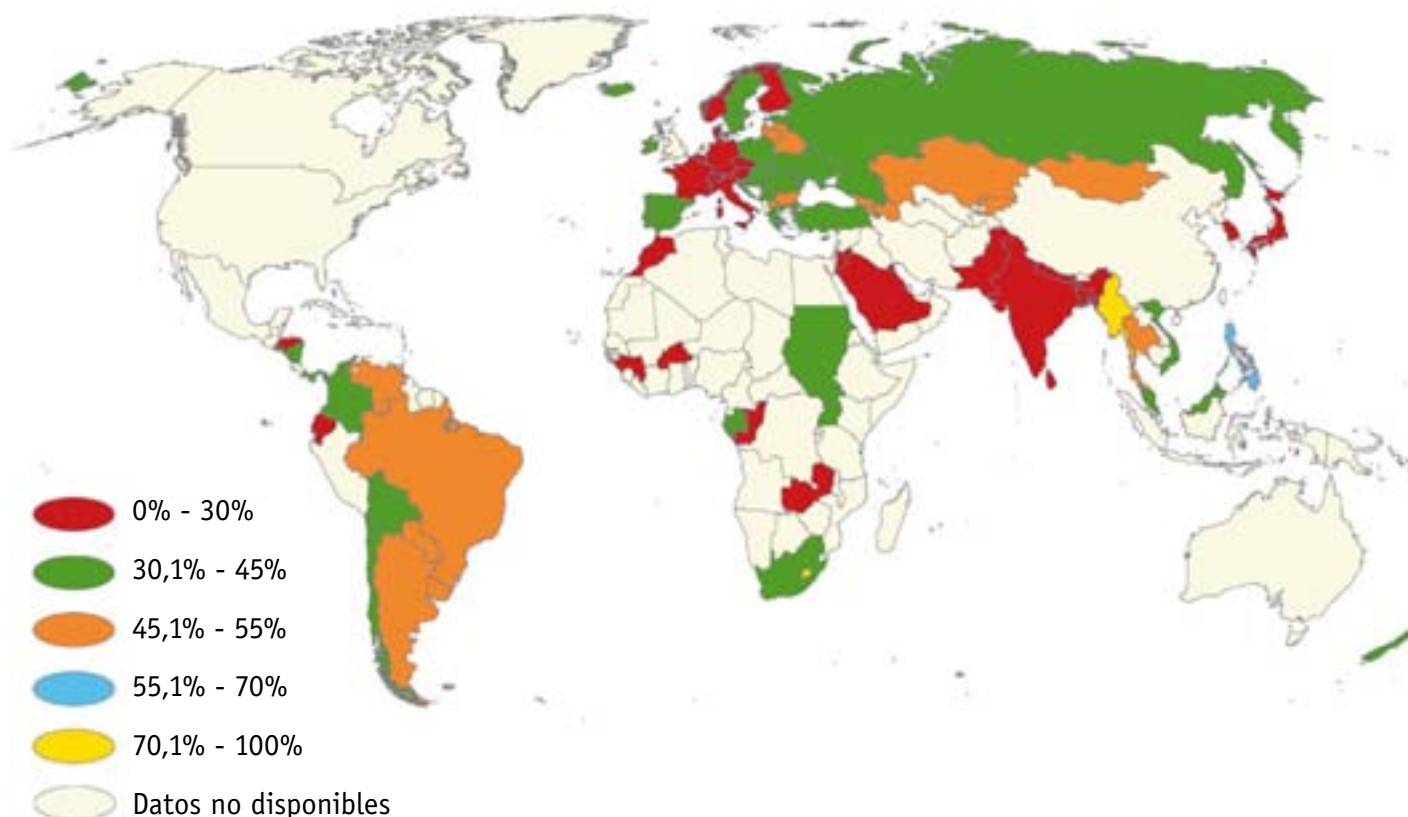 0% - 30%
30,1% - 45%
45,1% - 55%
55,1% - 70%
70,1% - 100%
Datos no disponibles